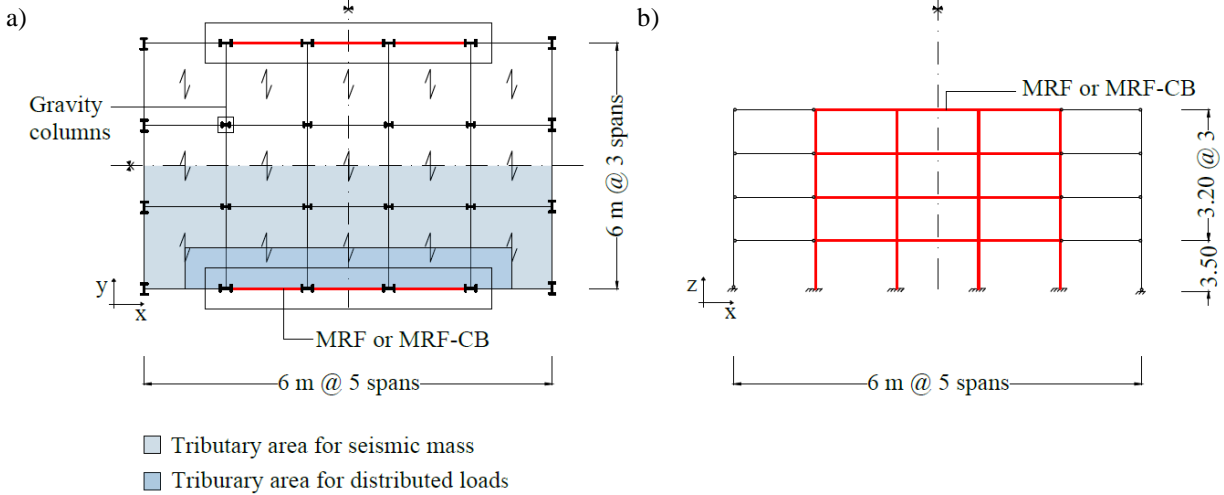 a)
b)
Gravity
columns
6 m @ 3 spans
y
x
MRF or MRF-CB
6 m @ 5 spans
Tributary area for seismic mass
Triburary area for distributed loads
MRF or MRF-CB
3.20 @ 3
3.50
z
x
6 m @ 5 spans